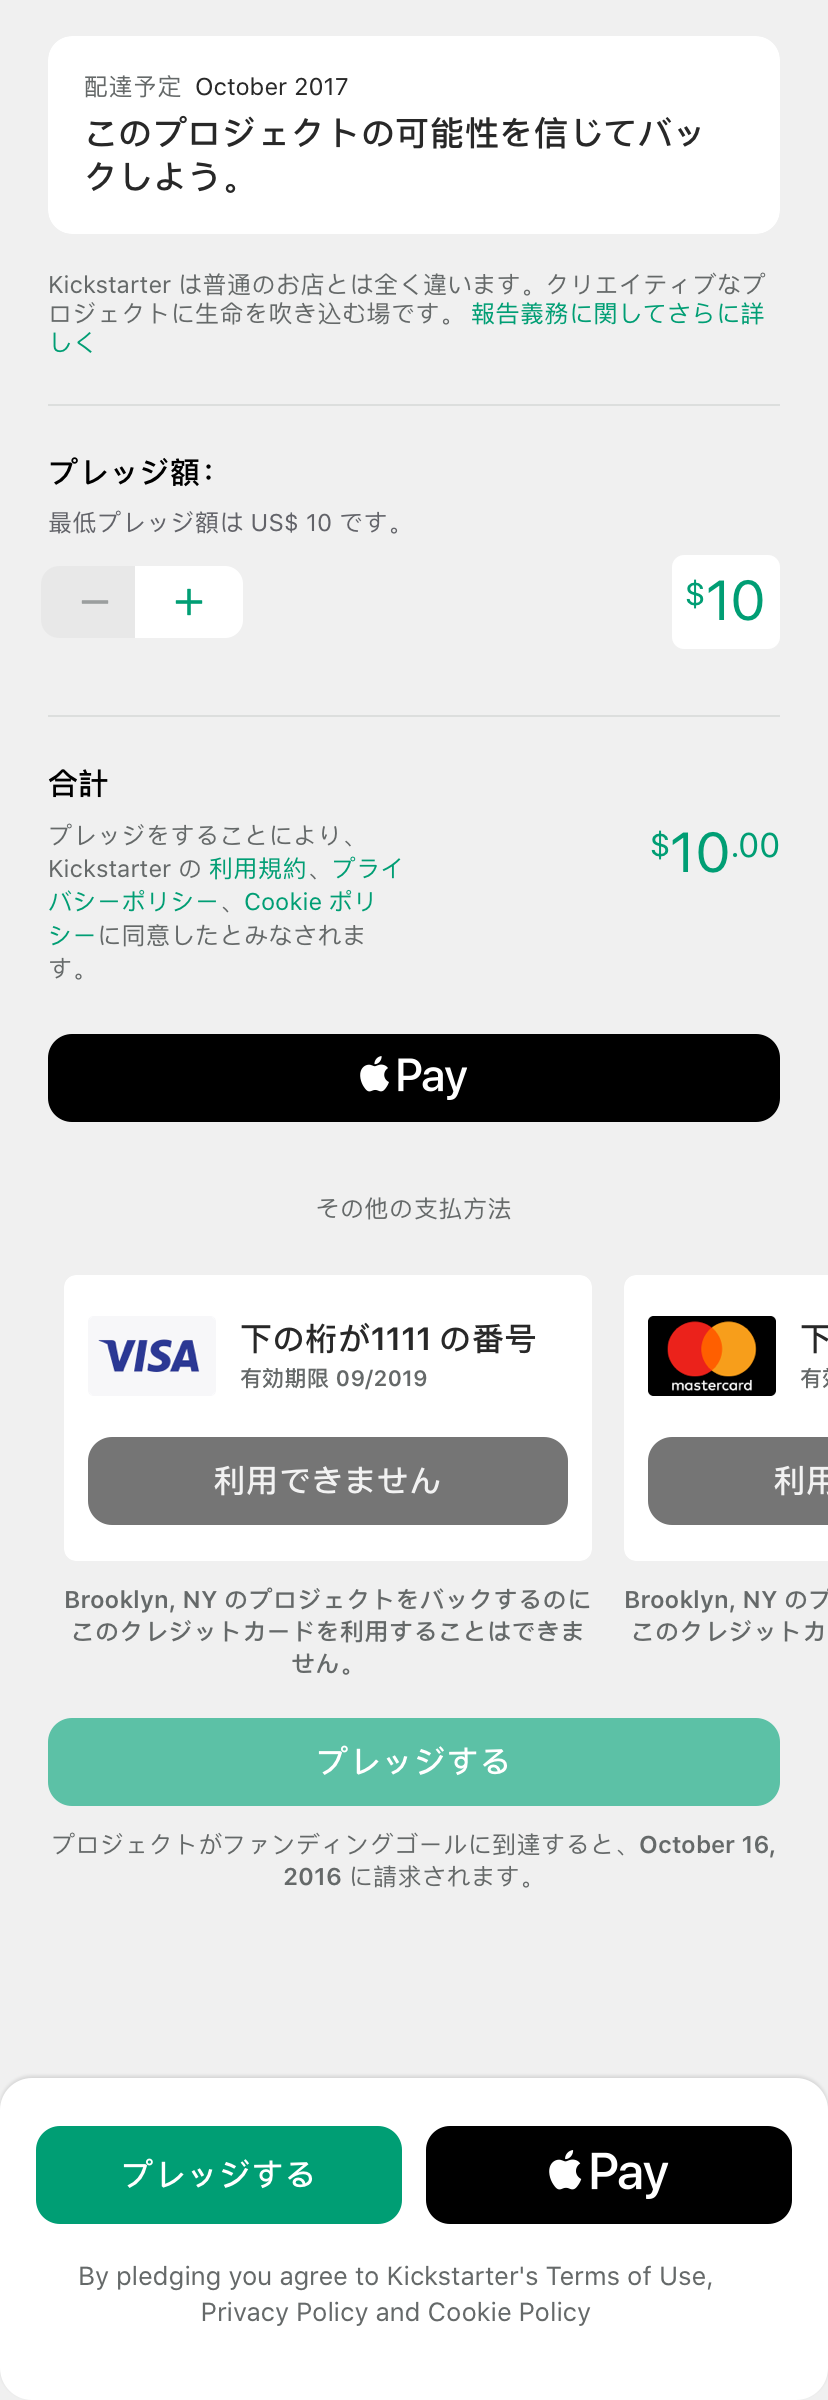 配達予定 October 2017
このプロジェクトの可能性を信じてバッ
クしよう。
Kickstarter は普通のお店とは全く違います。クリエイティブなプ
ロジェクトに生命を吹き込む場です。 報告義務に関してさらに詳
しく
プレッジ額:
最低プレッジ額は US$ 10 です。
− +
$10
合計
プレッジをすることにより、
Kickstarter の 利用規約、プライ
バシーポリシー、Cookie ポリ
シーに同意したとみなされま
す。
$10.00
Pay
その他の支払方法
VISA
下の桁が1111 の番号
有効期限 09/2019
利用できません
Brooklyn, NY のプロジェクトをバックするのに
このクレジットカードを利用することはできま
せん。
mastercard
下
有効
利用
Brooklyn, NY のプ
このクレジットカ
プレッジする
プロジェクトがファンディングゴールに到達すると、October 16,
2016 に請求されます。
プレッジする
Pay
By pledging you agree to Kickstarter's Terms of Use,
Privacy Policy and Cookie Policy